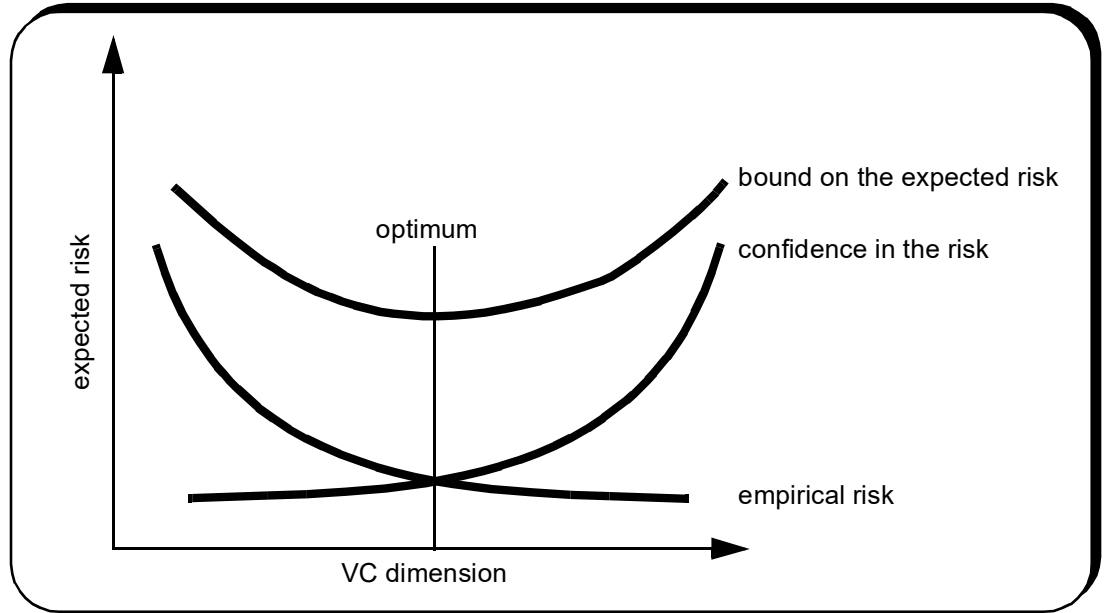 bound on the expected risk
optimum
confidence in the risk
expected risk
empirical risk
VC dimension